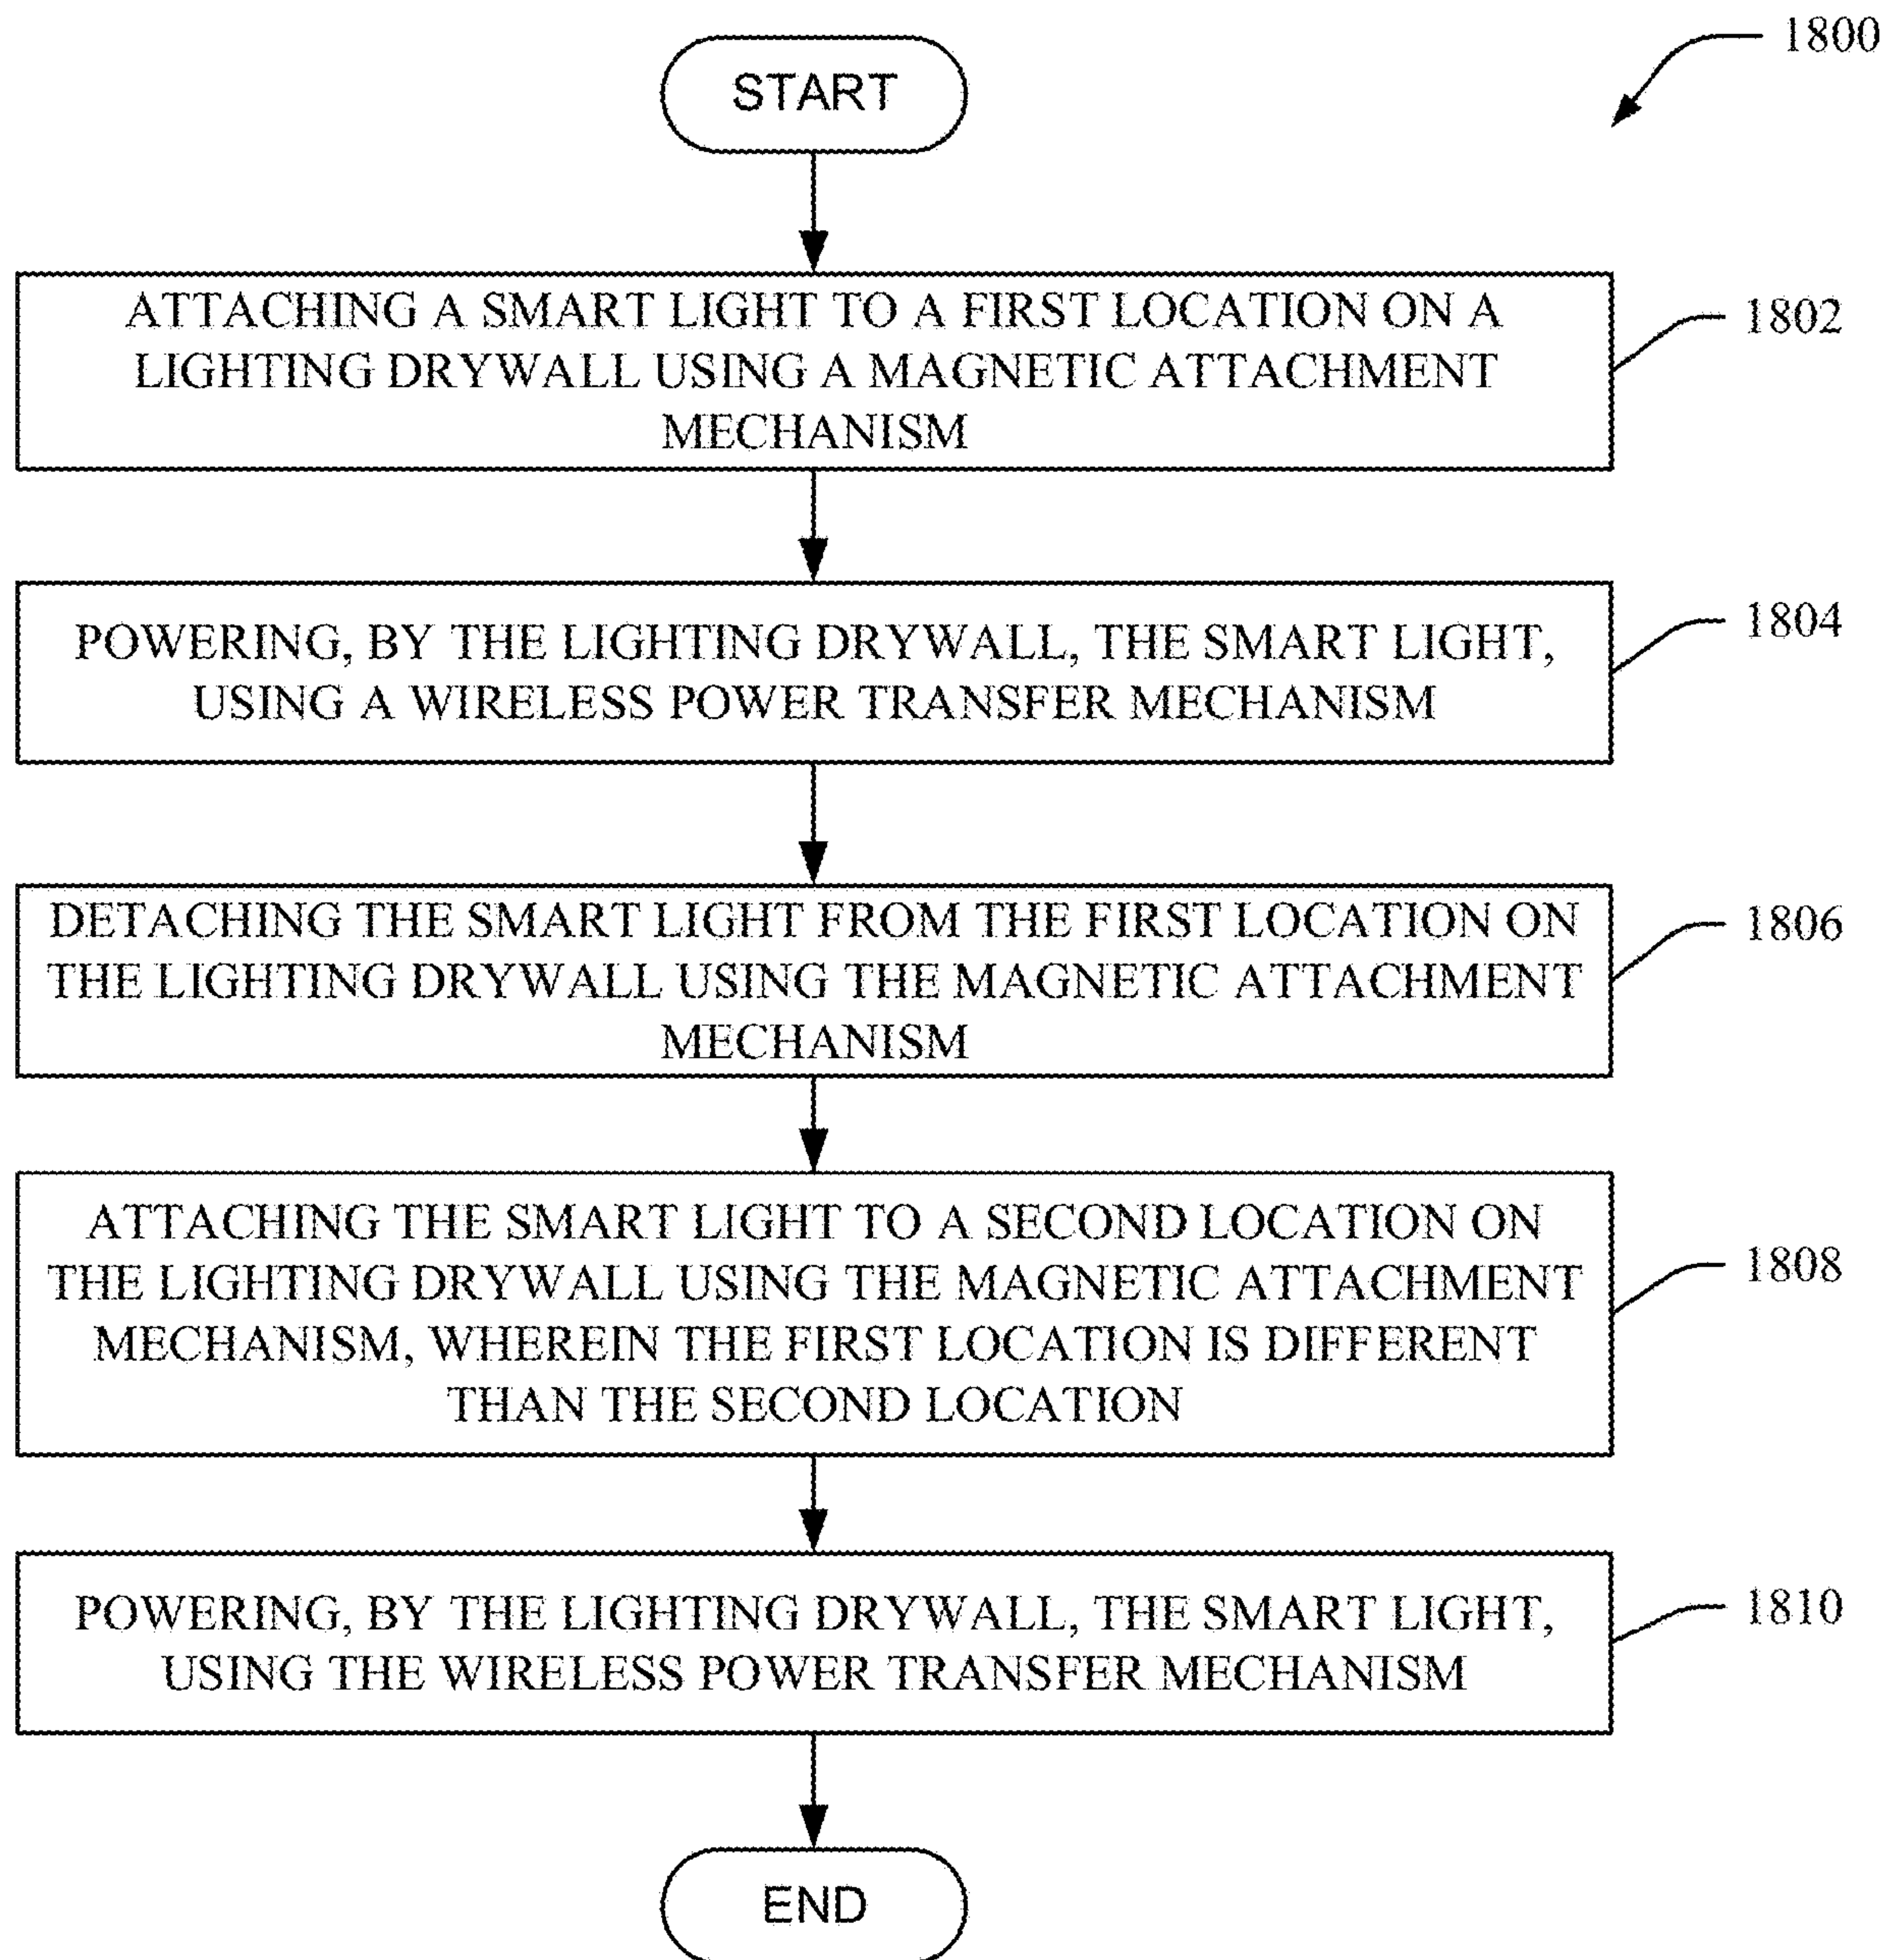 1800
START
ATTACHING A SMART LIGHT TO A FIRST LOCATION ON A
LIGHTING DRYWALL USING A MAGNETIC ATTACHMENT
MECHANISM
1802
POWERING, BY THE LIGHTING DRYWALL, THE SMART LIGHT,
USING A WIRELESS POWER TRANSFER MECHANISM
1804
DETACHING THE SMART LIGHT FROM THE FIRST LOCATION ON
THE LIGHTING DRYWALL USING THE MAGNETIC ATTACHMENT
MECHANISM
1806
ATTACHING THE SMART LIGHT TO A SECOND LOCATION ON
THE LIGHTING DRYWALL USING THE MAGNETIC ATTACHMENT
MECHANISM, WHEREIN THE FIRST LOCATION IS DIFFERENT
THAN THE SECOND LOCATION
1808
POWERING, BY THE LIGHTING DRYWALL, THE SMART LIGHT,
USING THE WIRELESS POWER TRANSFER MECHANISM
1810
END